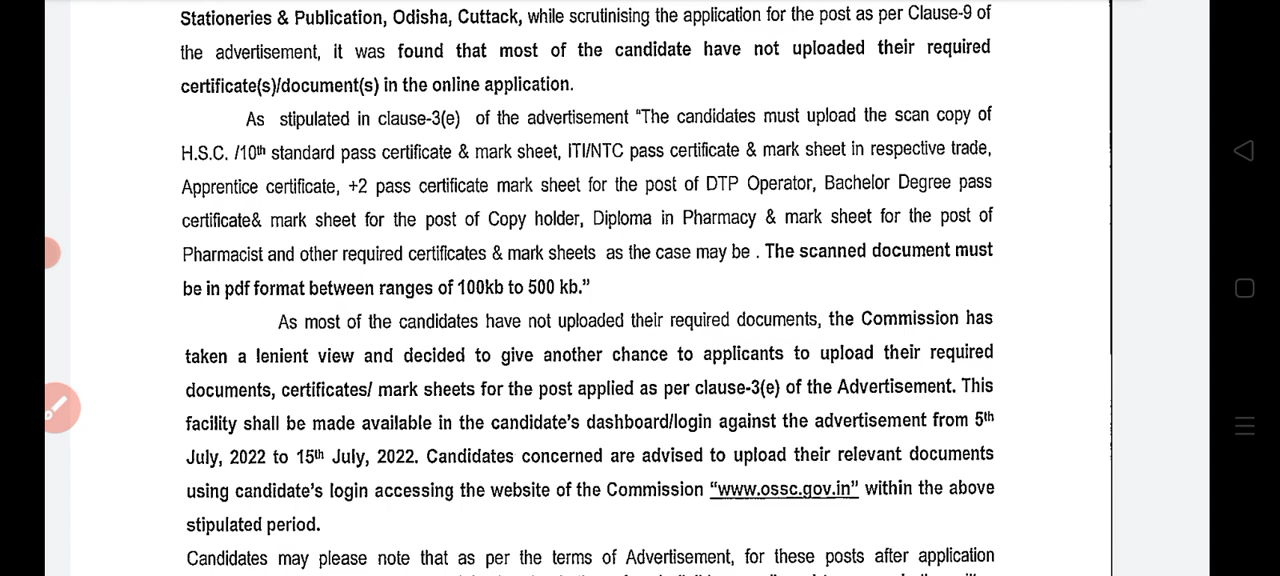 Stationeries & Publication, Odisha, Cuttack, while scrutinising the application for the post as per Clause-9 of
the advertisement, it was found that most of the candidate have not uploaded their required
certificate(s)/document(s) in the online application.
As stipulated in clause-3(e) of the advertisement “The candidates must upload the scan copy of
H.S.C. /10th standard pass certificate & mark sheet, ITI/NTC pass certificate & mark sheet in respective trade,
Apprentice certificate, +2 pass certificate mark sheet for the post of DTP Operator, Bachelor Degree pass
certificate& mark sheet for the post of Copy holder, Diploma in Pharmacy & mark sheet for the post of
Pharmacist and other required certificates & mark sheets as the case may be . The scanned document must
be in pdf format between ranges of 100kb to 500 kb.”
As most of the candidates have not uploaded their required documents, the Commission has
taken a lenient view and decided to give another chance to applicants to upload their required
documents, certificates/ mark sheets for the post applied as per clause-3(e) of the Advertisement. This
facility shall be made available in the candidate’s dashboard/login against the advertisement from 5th
July, 2022 to 15th July, 2022. Candidates concerned are advised to upload their relevant documents
using candidate’s login accessing the website of the Commission “www.ossc.gov.in” within the above
stipulated period.
Candidates may please note that as per the terms of Advertisement, for these posts after application